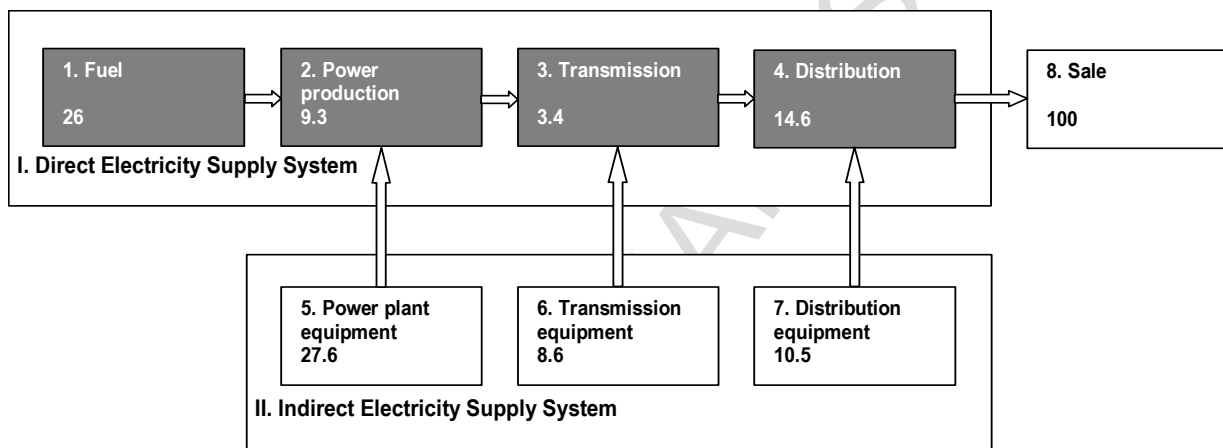 1. Fuel
26
2. Power
production
9.3
3. Transmission
3.4
4. Distribution
14.6
8. Sale
100
I. Direct Electricity Supply System
5. Power plant
equipment
27.6
6. Transmission
equipment
8.6
7. Distribution
equipment
10.5
II. Indirect Electricity Supply System